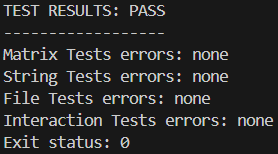 TEST RESULTS: PASS
------------------
Matrix Tests errors: none
String Tests errors: none
File Tests errors: none
Interaction Tests errors: none
Exit status: 0